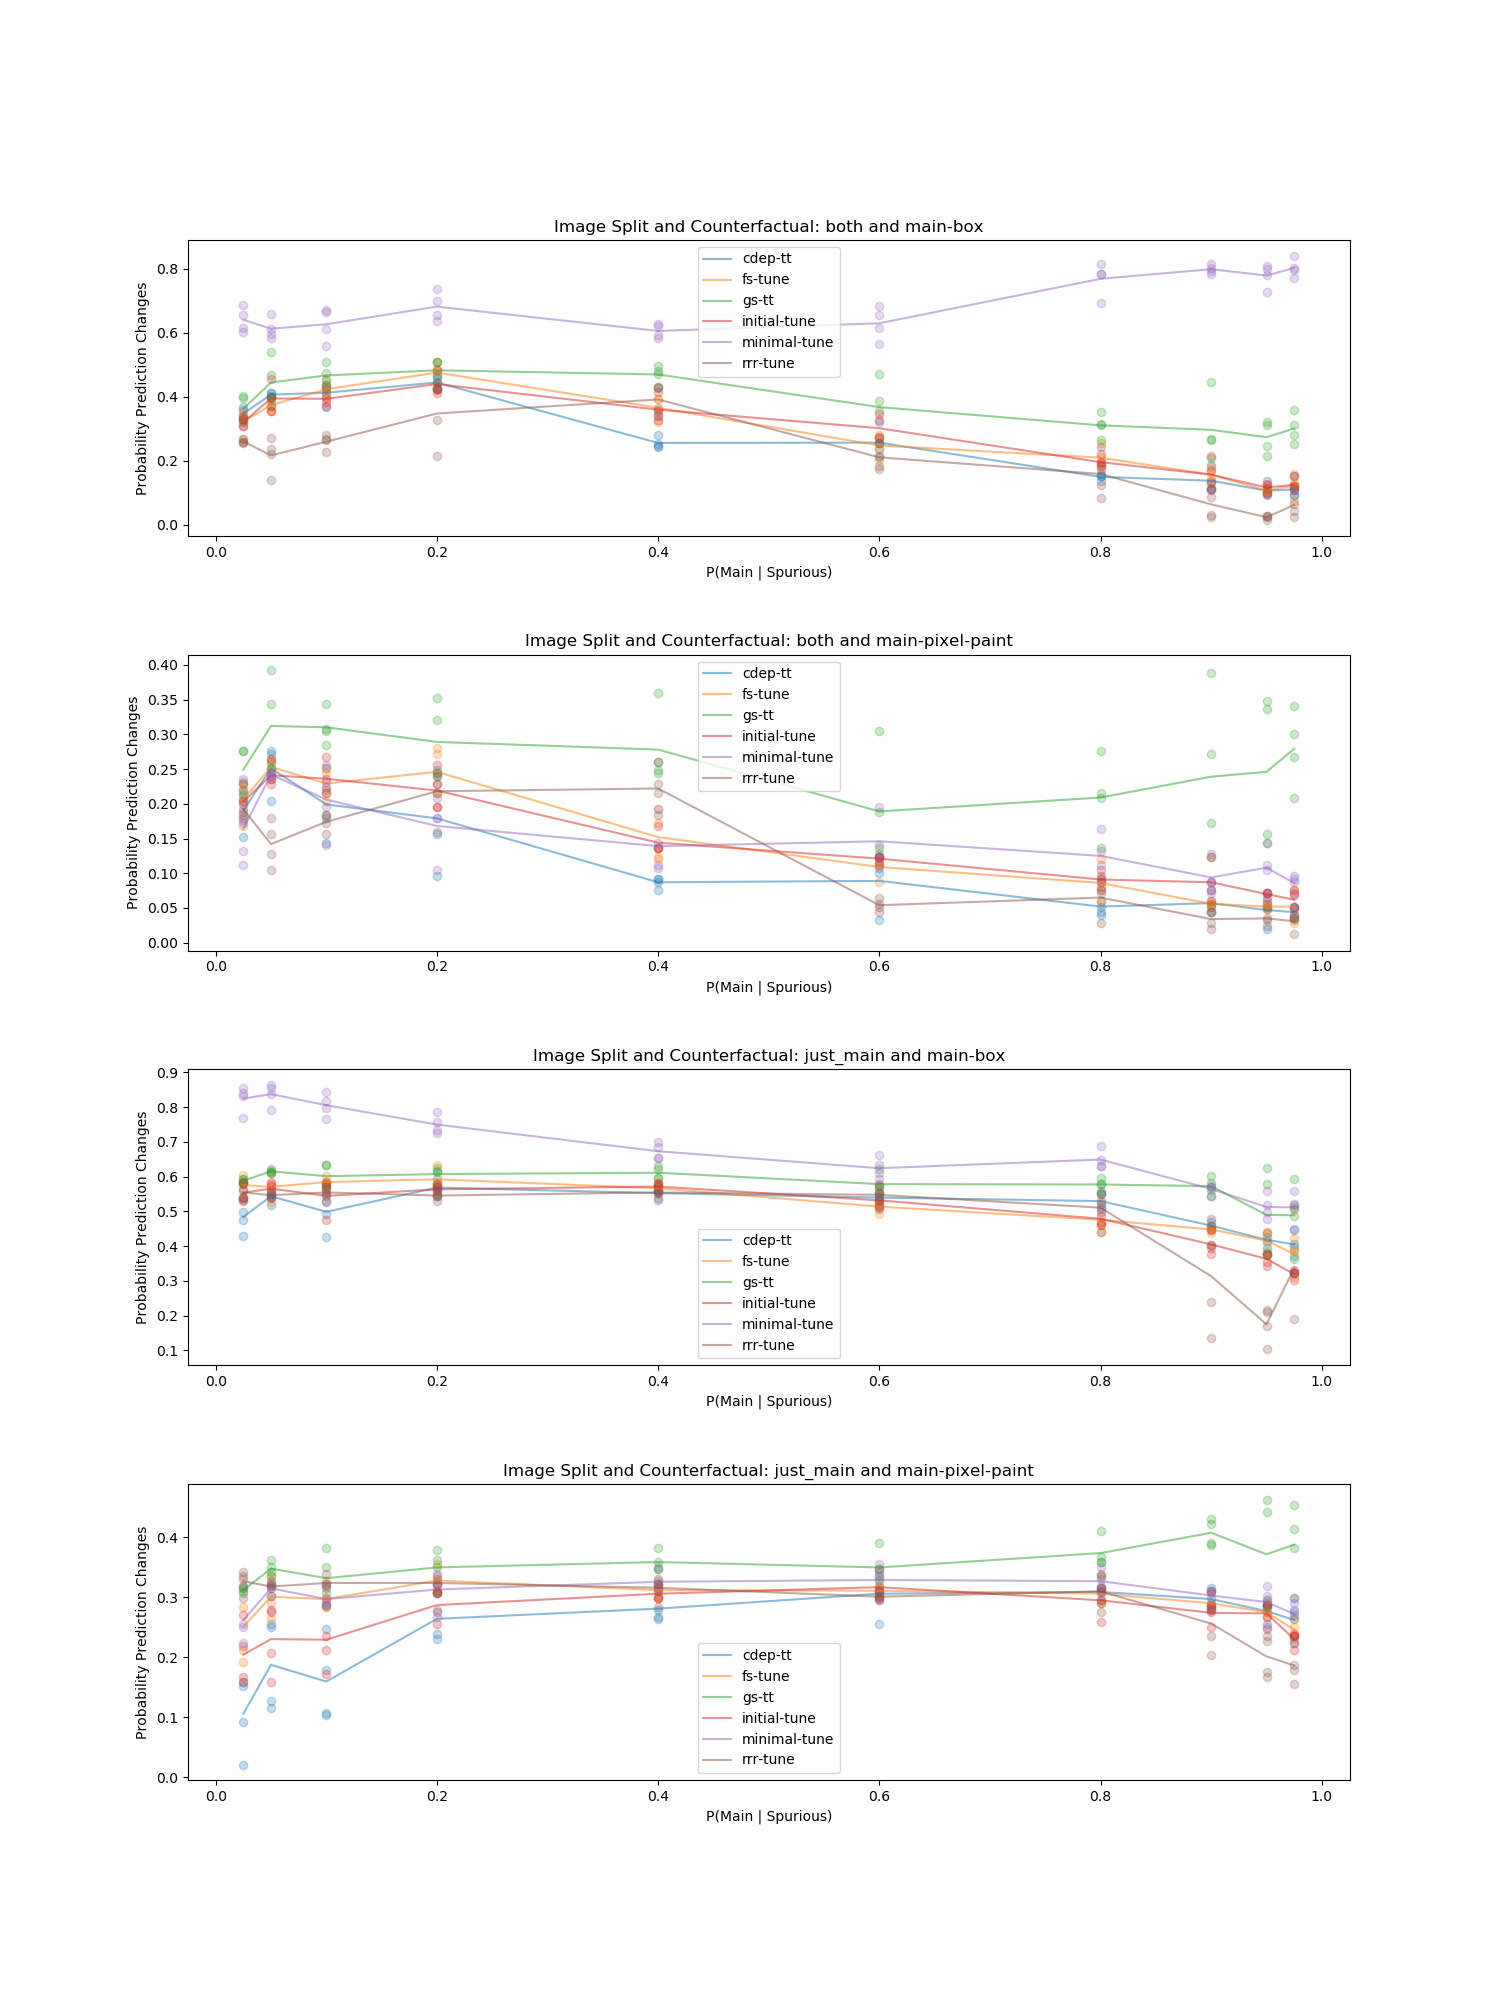 Image Split and Counterfactual: both and main-box
Probability Prediction Changes
0.8
0.6
0.4
0.2
0.0
cdep-tt
fs-tune
gs-tt
initial-tune
minimal-tune
rrr-tune
0.0 0.2 0.4 0.6 0.8 1.0
P(Main | Spurious)
Image Split and Counterfactual: both and main-pixel-paint
Probability Prediction Changes
0.40
0.35
0.30
0.25
0.20
0.15
0.10
0.05
0.00
cdep-tt
fs-tune
gs-tt
initial-tune
minimal-tune
rrr-tune
0.0 0.2 0.4 0.6 0.8 1.0
P(Main | Spurious)
Image Split and Counterfactual: just_main and main-box
Probability Prediction Changes
0.9
0.8
0.7
0.6
0.5
0.4
0.3
0.2
0.1
cdep-tt
fs-tune
gs-tt
initial-tune
minimal-tune
rrr-tune
0.0 0.2 0.4 0.6 0.8 1.0
P(Main | Spurious)
Image Split and Counterfactual: just_main and main-pixel-paint
Probability Prediction Changes
0.4
0.3
0.2
0.1
0.0
cdep-tt
fs-tune
gs-tt
initial-tune
minimal-tune
rrr-tune
0.0 0.2 0.4 0.6 0.8 1.0
P(Main | Spurious)